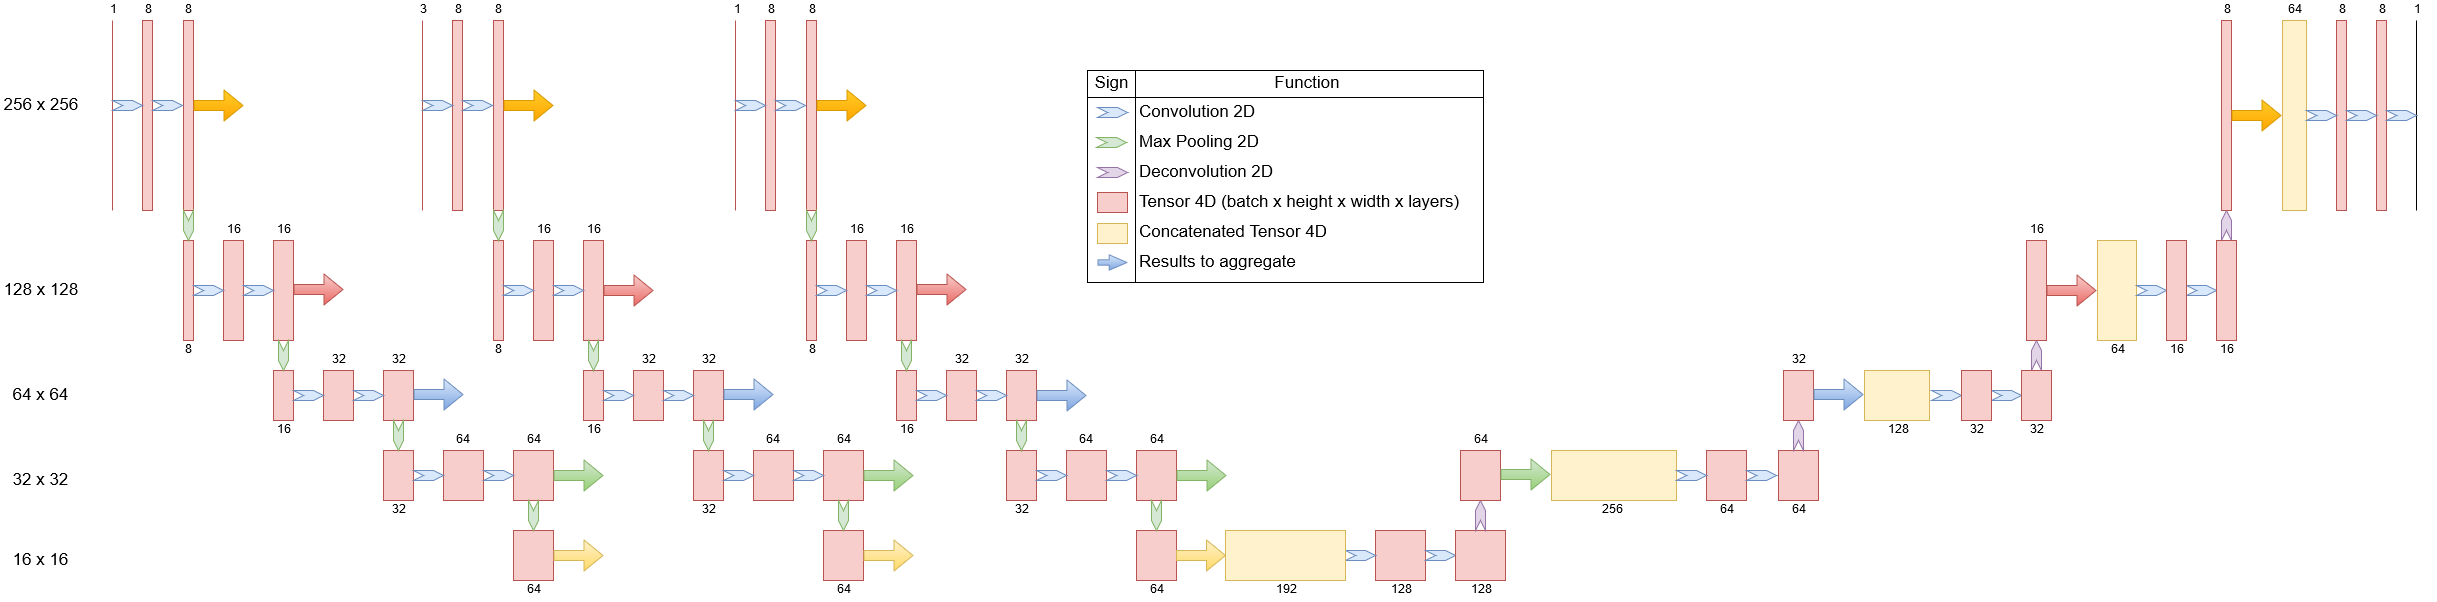 1 8 8 3 8 8 1 8 8 8 64 8 8 1
Sign Function
256 x 256
Convolution 2D
Max Pooling 2D
Deconvolution 2D
Tensor 4D (batch x height x width x layers)
16 16 16 16 16 16 16
Concatenated Tensor 4D
Results to aggregate
128 x 128
8 8 8 64 16 16
32 32 32 32 32 32 32
64 x 64
16 16 16 128 32 32
64 64 64 64 64 64 64
32 x 32
32 32 32 256 64 64
16 x 16
64 64 64 192 128 128